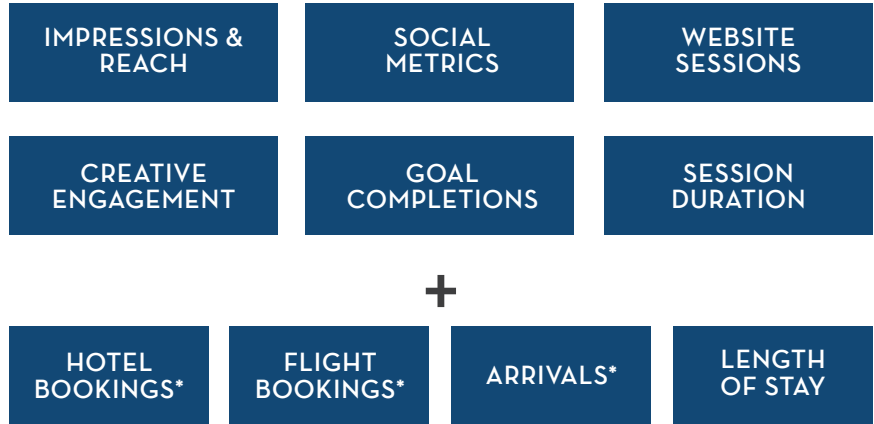 IMPRESSIONS &
REACH
SOCIAL
METRICS
WEBSITE
SESSIONS
CREATIVE
ENGAGEMENT
GOAL
COMPLETIONS
SESSION
DURATION
+
HOTEL
BOOKINGS*
FLIGHT
BOOKINGS*
ARRIVALS*
LENGTH
OF STAY